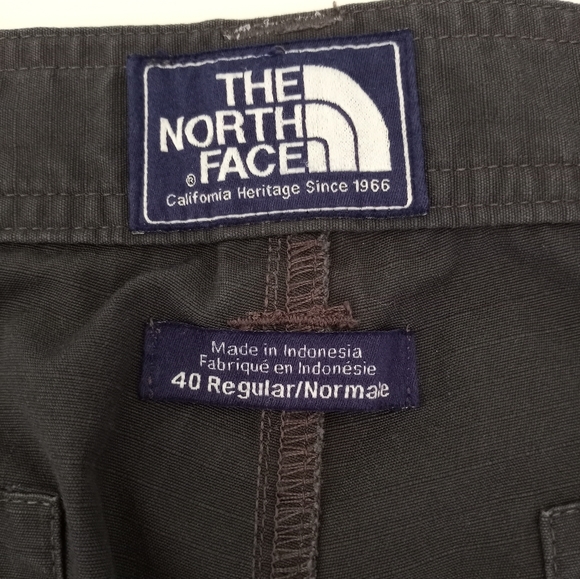 THE
NORTH
FACE
®
California Heritage Since 1966
Made in Indonesia
Fabriqué en Indonésie
40 Regular/Normale